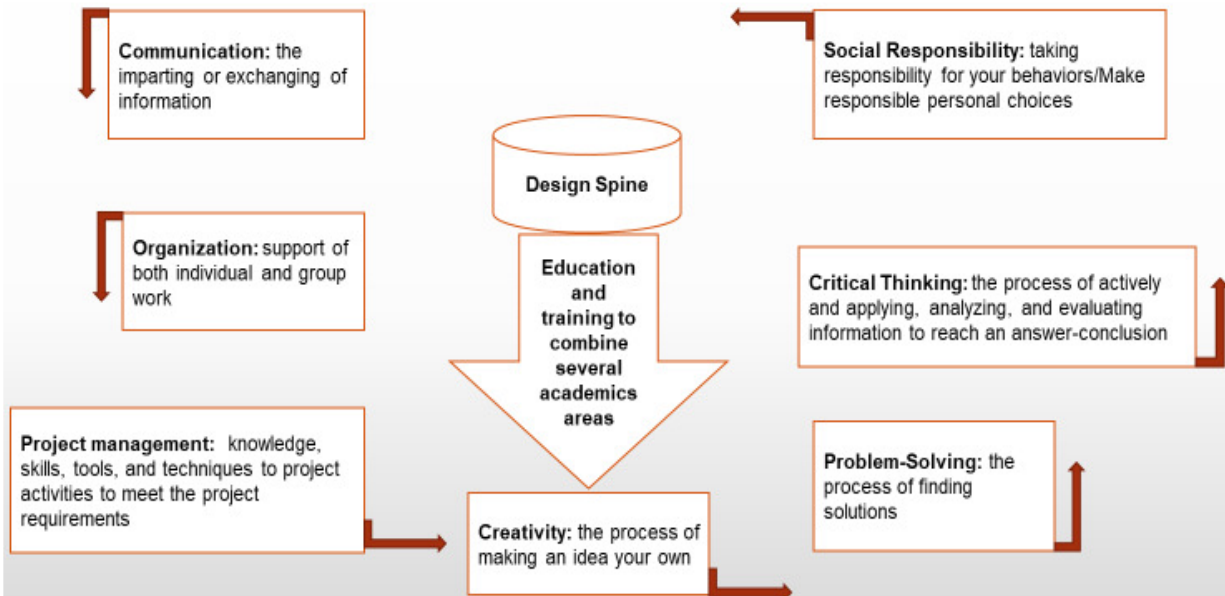 Communication: the
imparting or exchanging of
information
Organization: support of
both individual and group
work
Project management: knowledge,
skills, tools, and techniques to project
activities to meet the project
requirements
Design Spine
Education
and
training to
combine
several
academics
areas
Creativity: the process of
making an idea your own
Social Responsibility: taking
responsibility for your behaviors/Make
responsible personal choices
Critical Thinking: the process of actively
and applying, analyzing, and evaluating
information to reach an answer-conclusion
Problem-Solving: the
process of finding
solutions